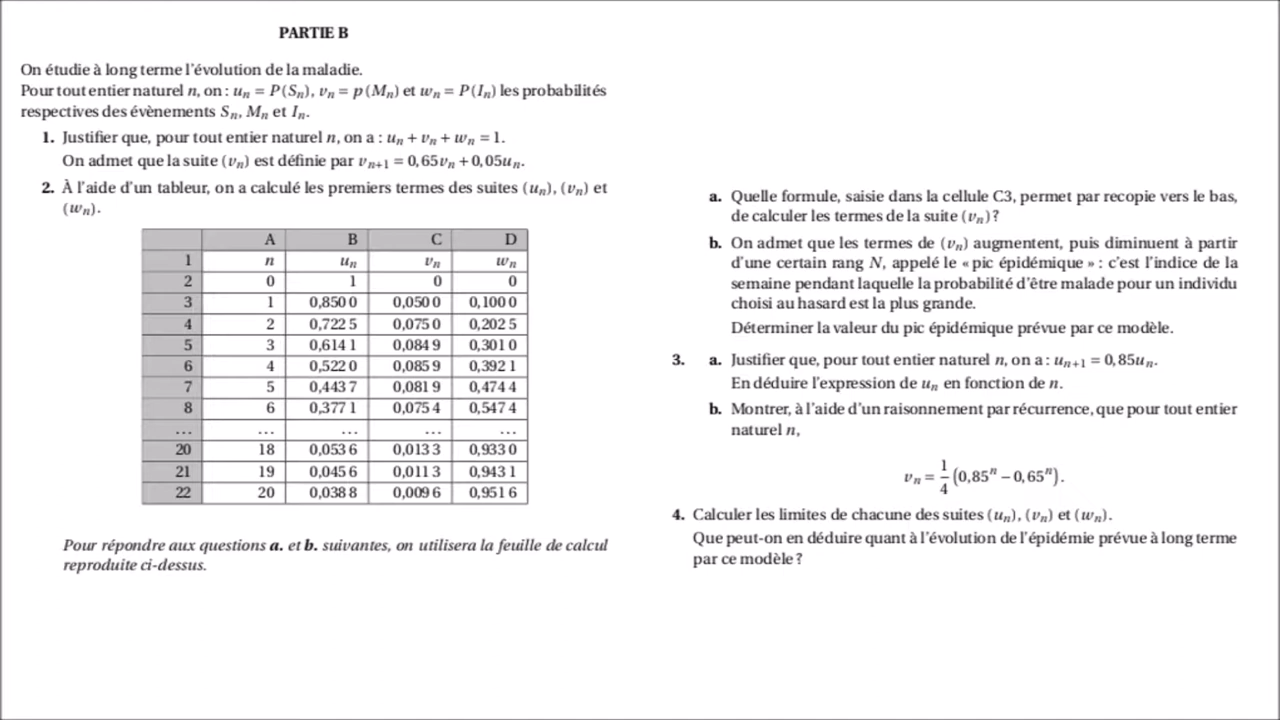 PARTIE B
On étudie à long terme l'évolution de la maladie.
Pour tout entier naturel n, on : uₙ = P(Sₙ), vₙ = p(Mₙ) et wₙ = P(Iₙ) les probabilités
respectives des évènements Sₙ, Mₙ et Iₙ.
1. Justifier que, pour tout entier naturel n, on a : uₙ + vₙ + wₙ = 1.
On admet que la suite (vₙ) est définie par vₙ₊₁ = 0,65vₙ + 0,05uₙ.
2. À l'aide d'un tableur, on a calculé les premiers termes des suites (uₙ), (vₙ) et
(wₙ).
A B C D
1 n uₙ vₙ wₙ
2 0 1 0 0
3 1 0,850 0 0,050 0 0,100 0
4 2 0,722 5 0,075 0 0,202 5
5 3 0,614 1 0,084 9 0,301 0
6 4 0,522 0 0,085 9 0,392 1
7 5 0,443 7 0,081 9 0,474 4
8 6 0,377 1 0,075 4 0,547 4
... ... ... ... ...
20 18 0,053 6 0,013 3 0,933 0
21 19 0,045 6 0,011 3 0,943 1
22 20 0,038 8 0,009 6 0,951 6
Pour répondre aux questions a. et b. suivantes, on utilisera la feuille de calcul
reproduite ci-dessus.
a. Quelle formule, saisie dans la cellule C3, permet par recopie vers le bas,
de calculer les termes de la suite (vₙ) ?
b. On admet que les termes de (vₙ) augmentent, puis diminuent à partir
d'une certain rang N, appelé le « pic épidémique » : c'est l'indice de la
semaine pendant laquelle la probabilité d'être malade pour un individu
choisi au hasard est la plus grande.
Déterminer la valeur du pic épidémique prévue par ce modèle.
3. a. Justifier que, pour tout entier naturel n, on a : uₙ₊₁ = 0,85uₙ.
En déduire l'expression de uₙ en fonction de n.
b. Montrer, à l'aide d'un raisonnement par récurrence, que pour tout entier
naturel n,
vₙ = 1/4 (0,85ⁿ − 0,65ⁿ).
4. Calculer les limites de chacune des suites (uₙ), (vₙ) et (wₙ).
Que peut-on en déduire quant à l'évolution de l'épidémie prévue à long terme
par ce modèle ?